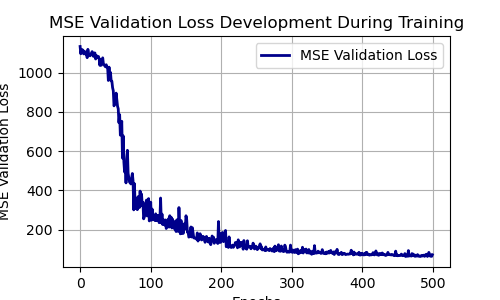 MSE Validation Loss Development During Training
MSE Validation Loss
1000
800
600
400
200
MSE Validation Loss
0
100
200
300
400
500
Epochs